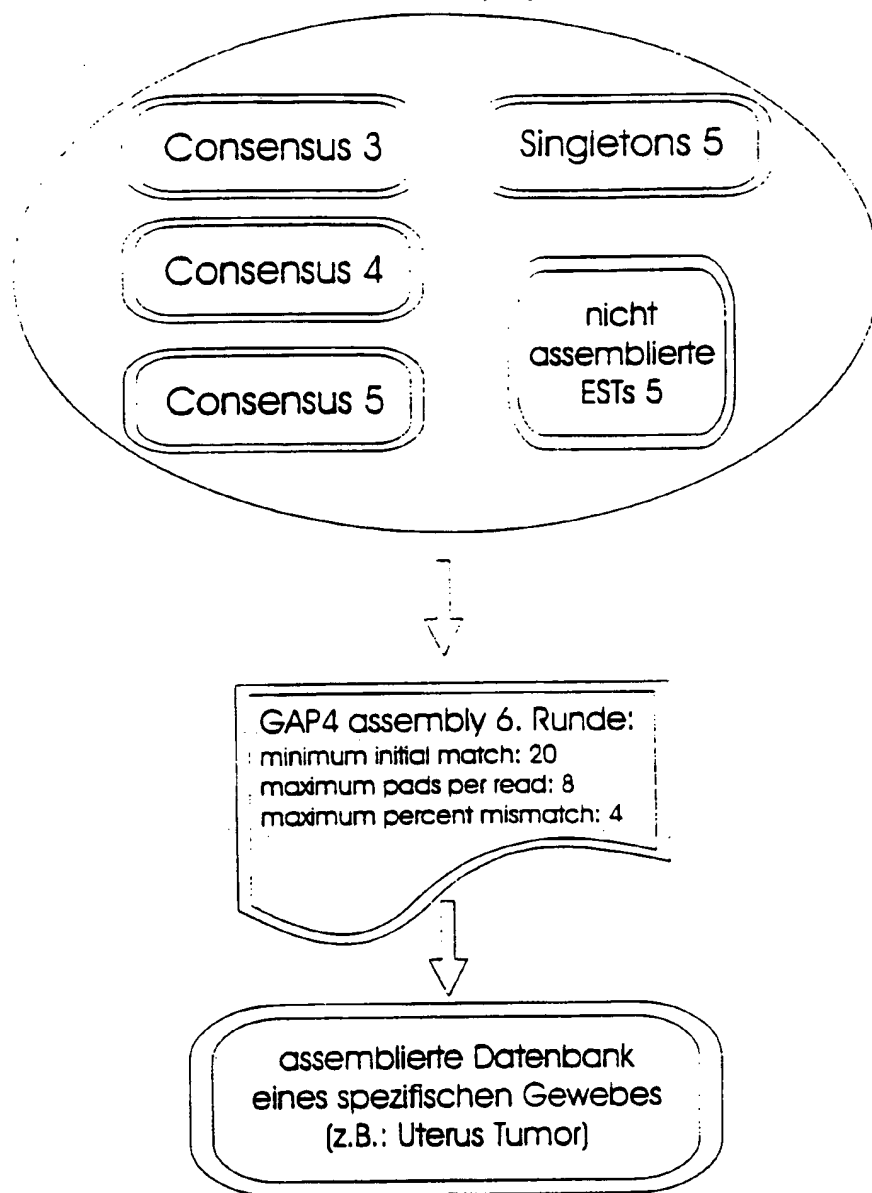 Consensus 3
Singletons 5
Consensus 4
nicht
assemblierte
ESTs 5
Consensus 5
GAP4 assembly 6. Runde:
minimum initial match: 20
maximum pads per read: 8
maximum percent mismatch: 4
assemblierte Datenbank
eines spezifischen Gewebes
(z.B.: Uterus Tumor)